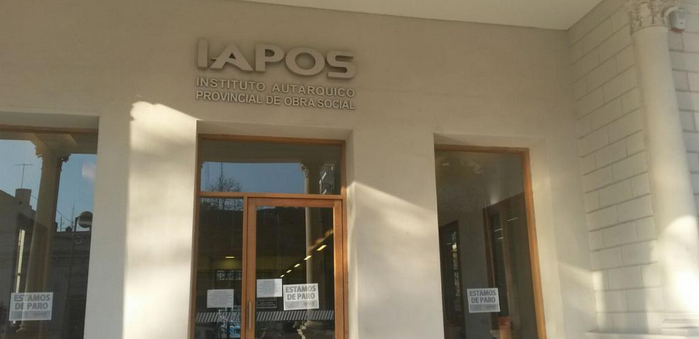 IAPOS
INSTITUTO AUTARQUICO
PROVINCIAL DE OBRA SOCIAL
ESTAMOS
DE PARO
ESTAMOS
DE PARO
ESTAMOS
DE PARO